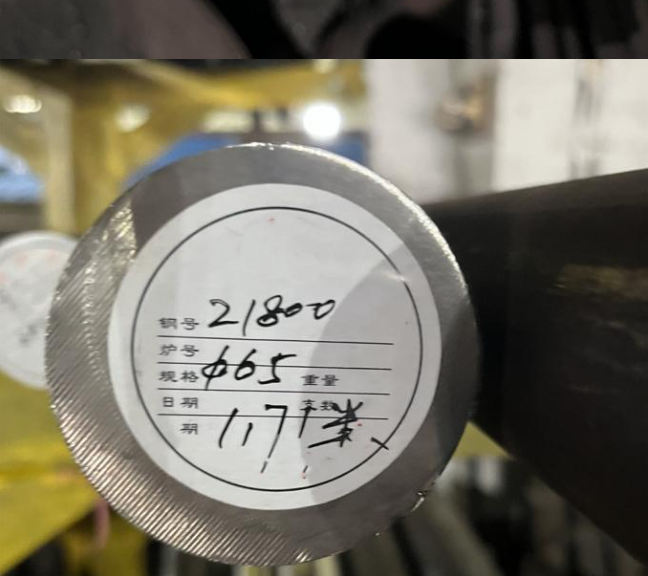 钢号 21800
炉号
规格 φ65 重量
日期 支数
期 1.171米